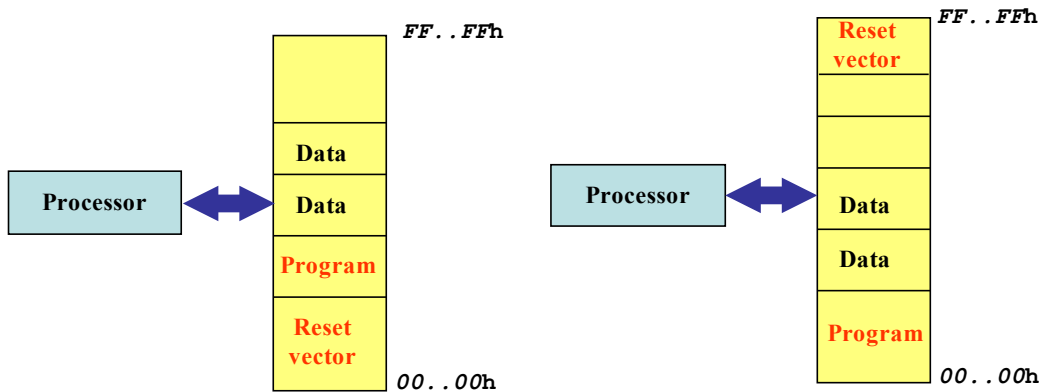 FF..FFh
Data
Processor
Data
Program
Reset
vector
00..00h
FF..FFh
Reset
vector
Processor
Data
Data
Program
00..00h